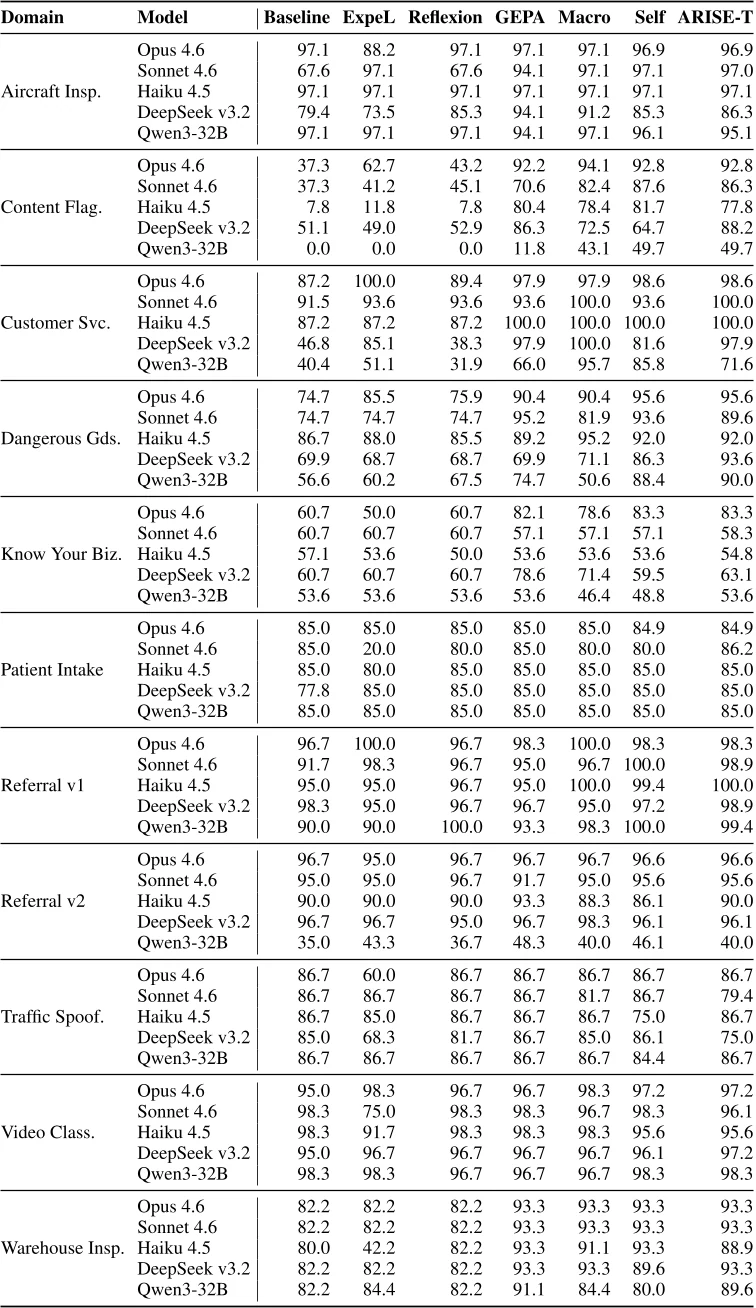 Domain Model Baseline ExpeL Reflexion GEPA Macro Self ARISE-T
Opus 4.6 97.1 88.2 97.1 97.1 97.1 96.9 96.9
Sonnet 4.6 67.6 97.1 67.6 94.1 97.1 97.1 97.0
Aircraft Insp. Haiku 4.5 97.1 97.1 97.1 97.1 97.1 97.1 97.1
DeepSeek v3.2 79.4 73.5 85.3 94.1 91.2 85.3 86.3
Qwen3-32B 97.1 97.1 97.1 94.1 97.1 96.1 95.1
Opus 4.6 37.3 62.7 43.2 92.2 94.1 92.8 92.8
Sonnet 4.6 37.3 41.2 45.1 70.6 82.4 87.6 86.3
Content Flag. Haiku 4.5 7.8 11.8 7.8 80.4 78.4 81.7 77.8
DeepSeek v3.2 51.1 49.0 52.9 86.3 72.5 64.7 88.2
Qwen3-32B 0.0 0.0 0.0 11.8 43.1 49.7 49.7
Opus 4.6 87.2 100.0 89.4 97.9 97.9 98.6 98.6
Sonnet 4.6 91.5 93.6 93.6 93.6 100.0 93.6 100.0
Customer Svc. Haiku 4.5 87.2 87.2 87.2 100.0 100.0 100.0 100.0
DeepSeek v3.2 46.8 85.1 38.3 97.9 100.0 81.6 97.9
Qwen3-32B 40.4 51.1 31.9 66.0 95.7 85.8 71.6
Opus 4.6 74.7 85.5 75.9 90.4 90.4 95.6 95.6
Sonnet 4.6 74.7 74.7 74.7 95.2 81.9 93.6 89.6
Dangerous Gds. Haiku 4.5 86.7 88.0 85.5 89.2 95.2 92.0 92.0
DeepSeek v3.2 69.9 68.7 68.7 69.9 71.1 86.3 93.6
Qwen3-32B 56.6 60.2 67.5 74.7 50.6 88.4 90.0
Opus 4.6 60.7 50.0 60.7 82.1 78.6 83.3 83.3
Sonnet 4.6 60.7 60.7 60.7 57.1 57.1 57.1 58.3
Know Your Biz. Haiku 4.5 57.1 53.6 50.0 53.6 53.6 53.6 54.8
DeepSeek v3.2 60.7 60.7 60.7 78.6 71.4 59.5 63.1
Qwen3-32B 53.6 53.6 53.6 53.6 46.4 48.8 53.6
Opus 4.6 85.0 85.0 85.0 85.0 85.0 84.9 84.9
Sonnet 4.6 85.0 20.0 80.0 85.0 80.0 80.0 86.2
Patient Intake Haiku 4.5 85.0 80.0 85.0 85.0 85.0 85.0 85.0
DeepSeek v3.2 77.8 85.0 85.0 85.0 85.0 85.0 85.0
Qwen3-32B 85.0 85.0 85.0 85.0 85.0 85.0 85.0
Opus 4.6 96.7 100.0 96.7 98.3 100.0 98.3 98.3
Sonnet 4.6 91.7 98.3 96.7 95.0 96.7 100.0 98.9
Referral v1 Haiku 4.5 95.0 95.0 96.7 95.0 100.0 99.4 100.0
DeepSeek v3.2 98.3 95.0 96.7 96.7 95.0 97.2 98.9
Qwen3-32B 90.0 90.0 100.0 93.3 98.3 100.0 99.4
Opus 4.6 96.7 95.0 96.7 96.7 96.7 96.6 96.6
Sonnet 4.6 95.0 95.0 96.7 91.7 95.0 95.6 95.6
Referral v2 Haiku 4.5 90.0 90.0 90.0 93.3 88.3 86.1 90.0
DeepSeek v3.2 96.7 96.7 95.0 96.7 98.3 96.1 96.1
Qwen3-32B 35.0 43.3 36.7 48.3 40.0 46.1 40.0
Opus 4.6 86.7 60.0 86.7 86.7 86.7 86.7 86.7
Sonnet 4.6 86.7 86.7 86.7 86.7 81.7 86.7 79.4
Traffic Spoof. Haiku 4.5 86.7 85.0 86.7 86.7 86.7 75.0 86.7
DeepSeek v3.2 85.0 68.3 81.7 86.7 85.0 86.1 75.0
Qwen3-32B 86.7 86.7 86.7 86.7 86.7 84.4 86.7
Opus 4.6 95.0 98.3 96.7 96.7 98.3 97.2 97.2
Sonnet 4.6 98.3 75.0 98.3 98.3 96.7 98.3 96.1
Video Class. Haiku 4.5 98.3 91.7 98.3 98.3 98.3 95.6 95.6
DeepSeek v3.2 95.0 96.7 96.7 96.7 96.7 96.1 97.2
Qwen3-32B 98.3 98.3 96.7 96.7 96.7 98.3 98.3
Opus 4.6 82.2 82.2 82.2 93.3 93.3 93.3 93.3
Sonnet 4.6 82.2 82.2 82.2 93.3 93.3 93.3 93.3
Warehouse Insp. Haiku 4.5 80.0 42.2 82.2 93.3 91.1 93.3 88.9
DeepSeek v3.2 82.2 82.2 82.2 93.3 93.3 89.6 93.3
Qwen3-32B 82.2 84.4 82.2 91.1 84.4 80.0 89.6